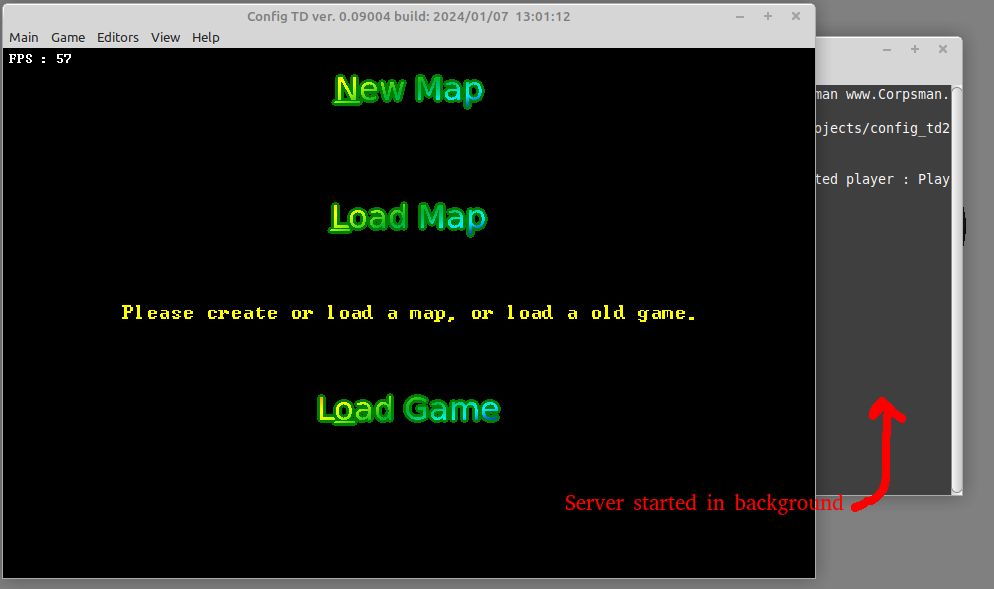 Config TD ver. 0.09004 build: 2024/01/07 13:01:12
Main Game Editors View Help
FPS : 57
New Map
man www.Corpsman.
ojects/config_td2
ted player : Play
Load Map
Please create or load a map, or load a old game.
Load Game
Server started in background